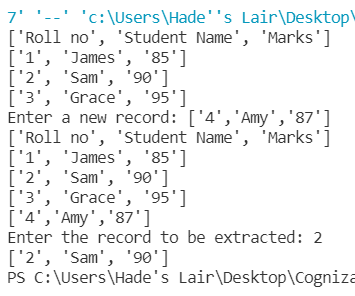 7' '--' 'c:\Users\Hade''s Lair\Desktop\
['Roll no', 'Student Name', 'Marks']
['1', 'James', '85']
['2', 'Sam', '90']
['3', 'Grace', '95']
Enter a new record: ['4','Amy','87']
['Roll no', 'Student Name', 'Marks']
['1', 'James', '85']
['2', 'Sam', '90']
['3', 'Grace', '95']
['4','Amy','87']
Enter the record to be extracted: 2
['2', 'Sam', '90']
PS C:\Users\Hade's Lair\Desktop\Cogniza